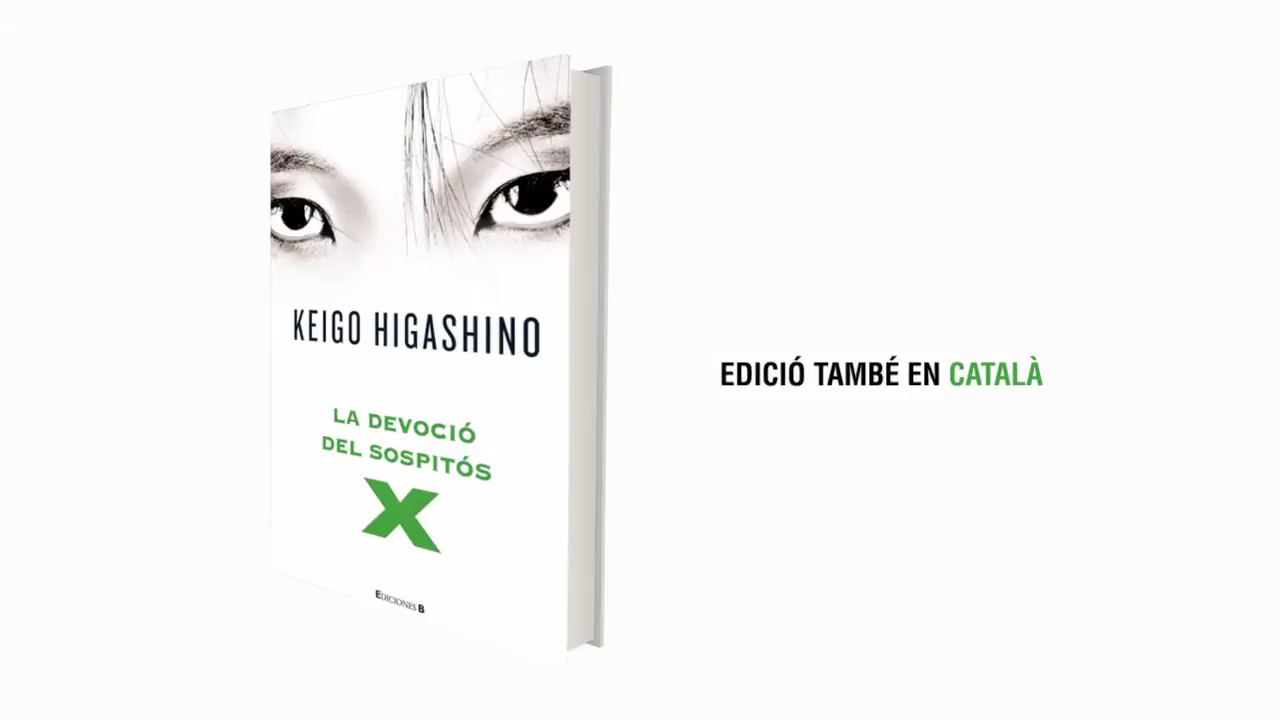 KEIGO HIGASHINO
LA DEVOCIÓ
DEL SOSPITÓS
X
EDICIONES B
EDICIÓ TAMBÉ EN CATALÀ